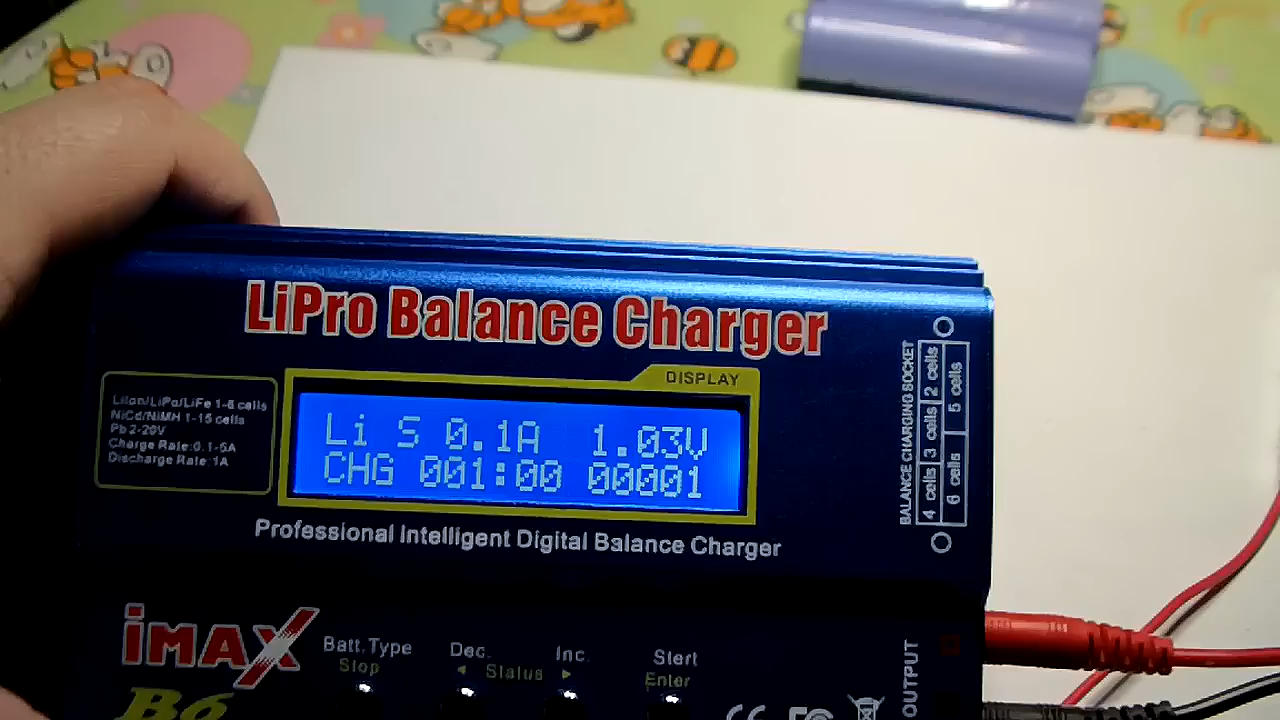 LiPro Balance Charger
DISPLAY
LiIon/LiPo/LiFe 1-6 cells
NiCd/NiMH 1-15 cells
Pb 2-20V
Charge Rate:0.1-5A
Discharge Rate:1A
Li S 0.1A 1.03V
CHG 001:00 00001
Professional Intelligent Digital Balance Charger
BALANCE CHARGING SOCKET
4 cells 3 cells 2 cells
6 cells 5 cells
iMAX
B6
Batt.Type
Stop
Dec.
◄ Status ►
Inc.
Stert
Enter
OUTPUT
CE FC